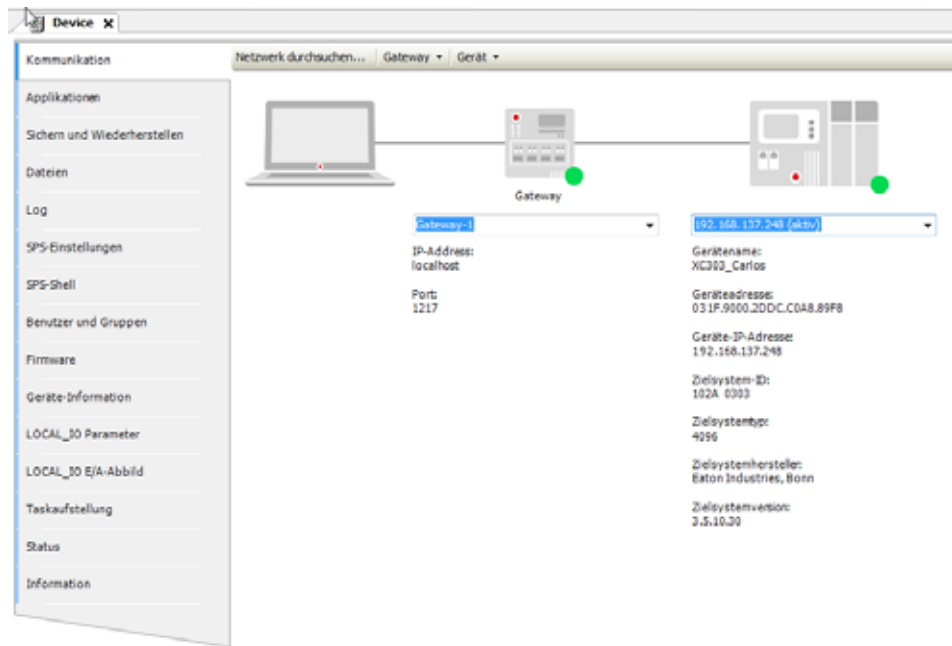 Device X
Kommunikation
Applikationen
Sichern und Wiederherstellen
Dateien
Log
SPS-Einstellungen
SPS-Shell
Benutzer und Gruppen
Firmware
Geräte-Information
LOCAL_IO Parameter
LOCAL_IO E/A-Abbild
Taskaufstellung
Status
Information
Netzwerk durchsuchen... Gateway Gerät
Gateway
Gateway-1
IP-Address:
localhost
Port:
1217
192.168.137.248 (aktiv)
Gerätename:
XC303_Carlos
Geräteadresse:
031F.9000.2DDC.C0A8.89F8
Geräte-IP-Adresse:
192.168.137.248
Zielsystem-ID:
102A 0303
Zielsystemtyp:
4096
Zielsystemhersteller:
Eaton Industries, Bonn
Zielsystemversion:
3.5.10.30